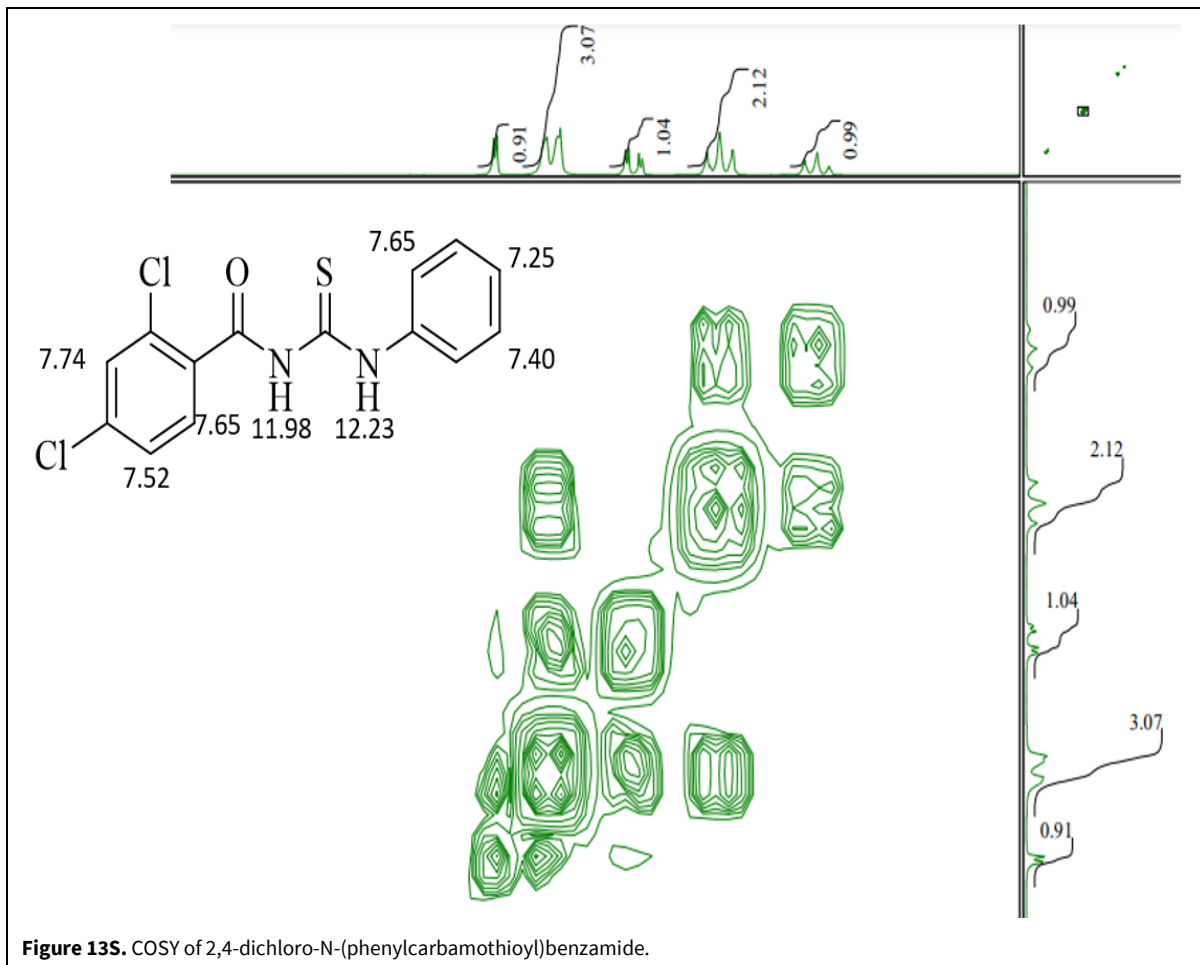 3.07
0.91
1.04
2.12
0.99
7.65
7.25
Cl
O
S
7.74
N
H
N
H
7.40
7.65
11.98
12.23
Cl
7.52
0.99
2.12
1.04
3.07
0.91
Figure 13S. COSY of 2,4-dichloro-N-(phenylcarbamothioyl)benzamide.